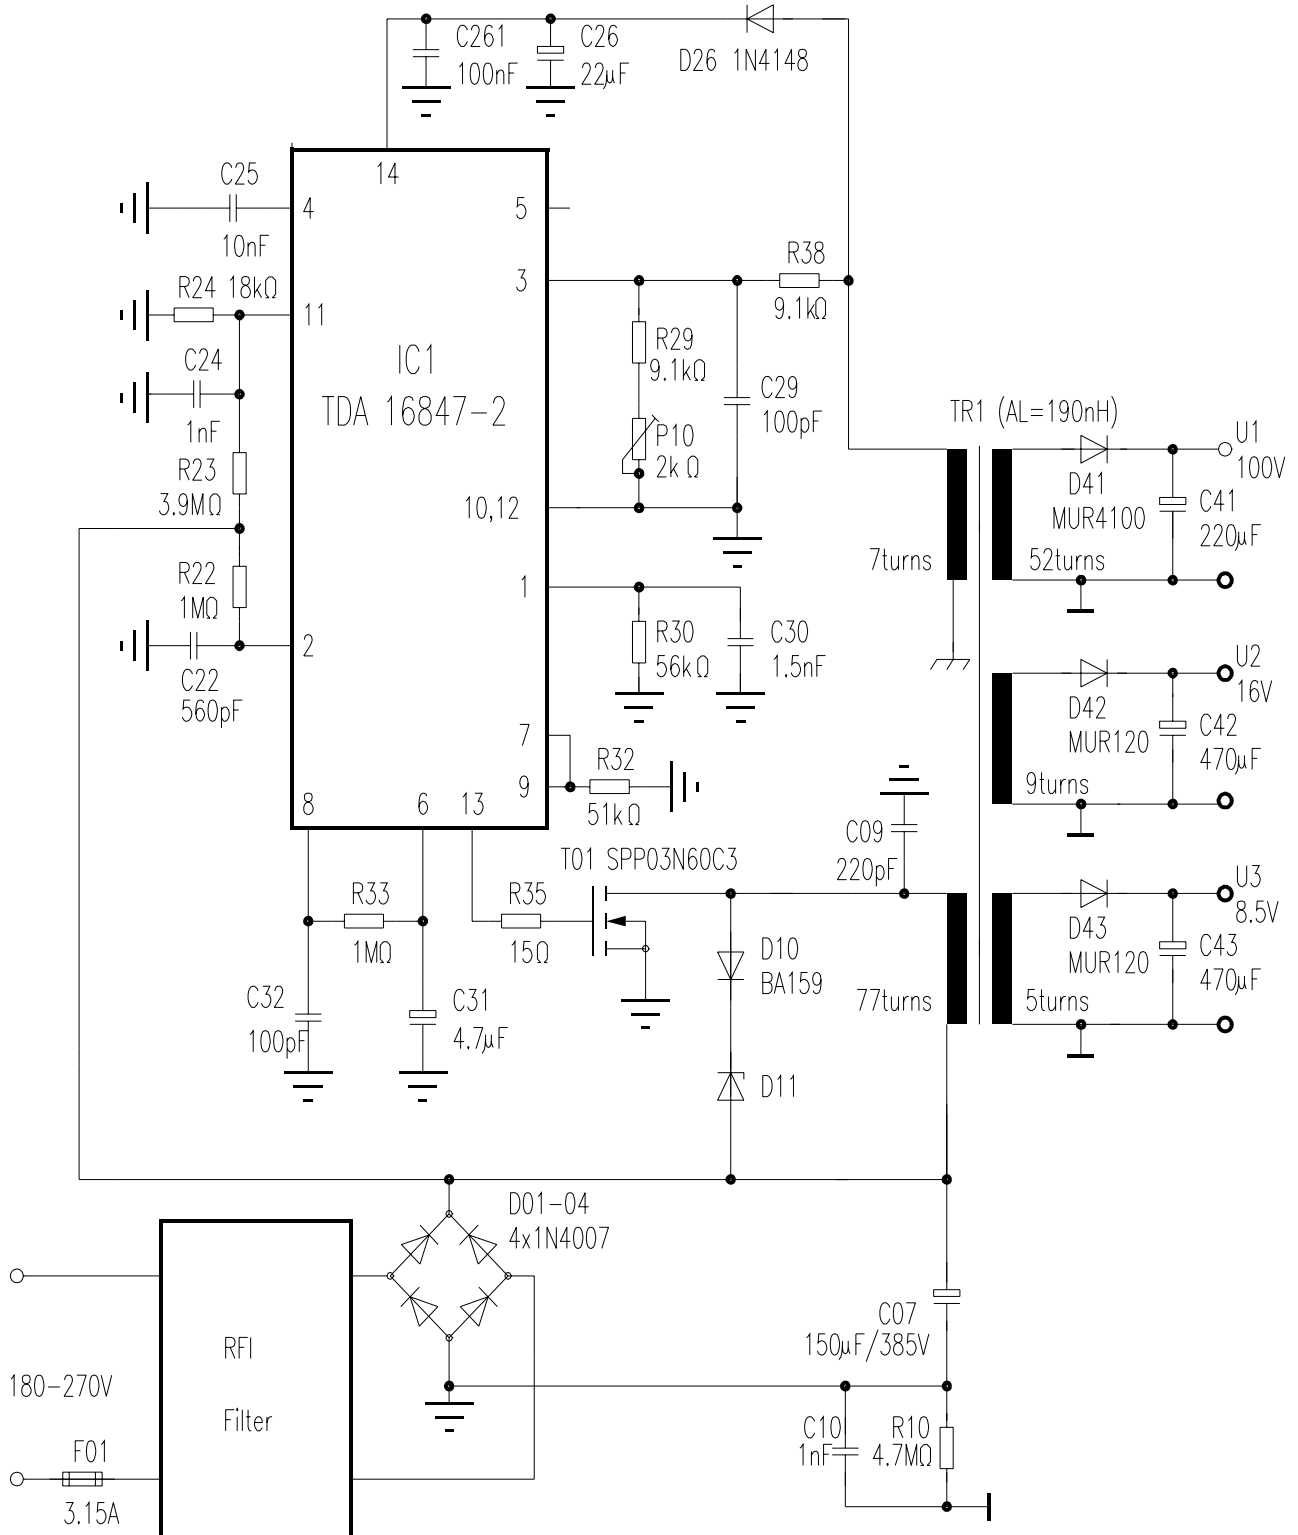 C261
100nF
C26
22µF
D26 1N4148
14
C25
10nF
4
5
R24 18kΩ
11
3
R38
9.1kΩ
C24
1nF
IC1
TDA 16847-2
R29
9.1kΩ
C29
100pF
P10
2k Ω
R23
3.9MΩ
10,12
TR1 (AL=190nH)
U1
100V
D41
MUR4100
C41
220µF
7turns
52turns
R22
1MΩ
1
2
C22
560pF
R30
56kΩ
C30
1.5nF
U2
16V
D42
MUR120
C42
470µF
9turns
7
9
R32
51kΩ
8
6
13
C09
220pF
T01 SPP03N60C3
R33
1MΩ
R35
15Ω
U3
8.5V
D43
MUR120
C43
470µF
D10
BA159
77turns
5turns
C32
100pF
C31
4.7µF
D11
D01-04
4x1N4007
C07
150µF/385V
RFI
Filter
180-270V
F01
3.15A
C10
1nF
R10
4.7MΩ